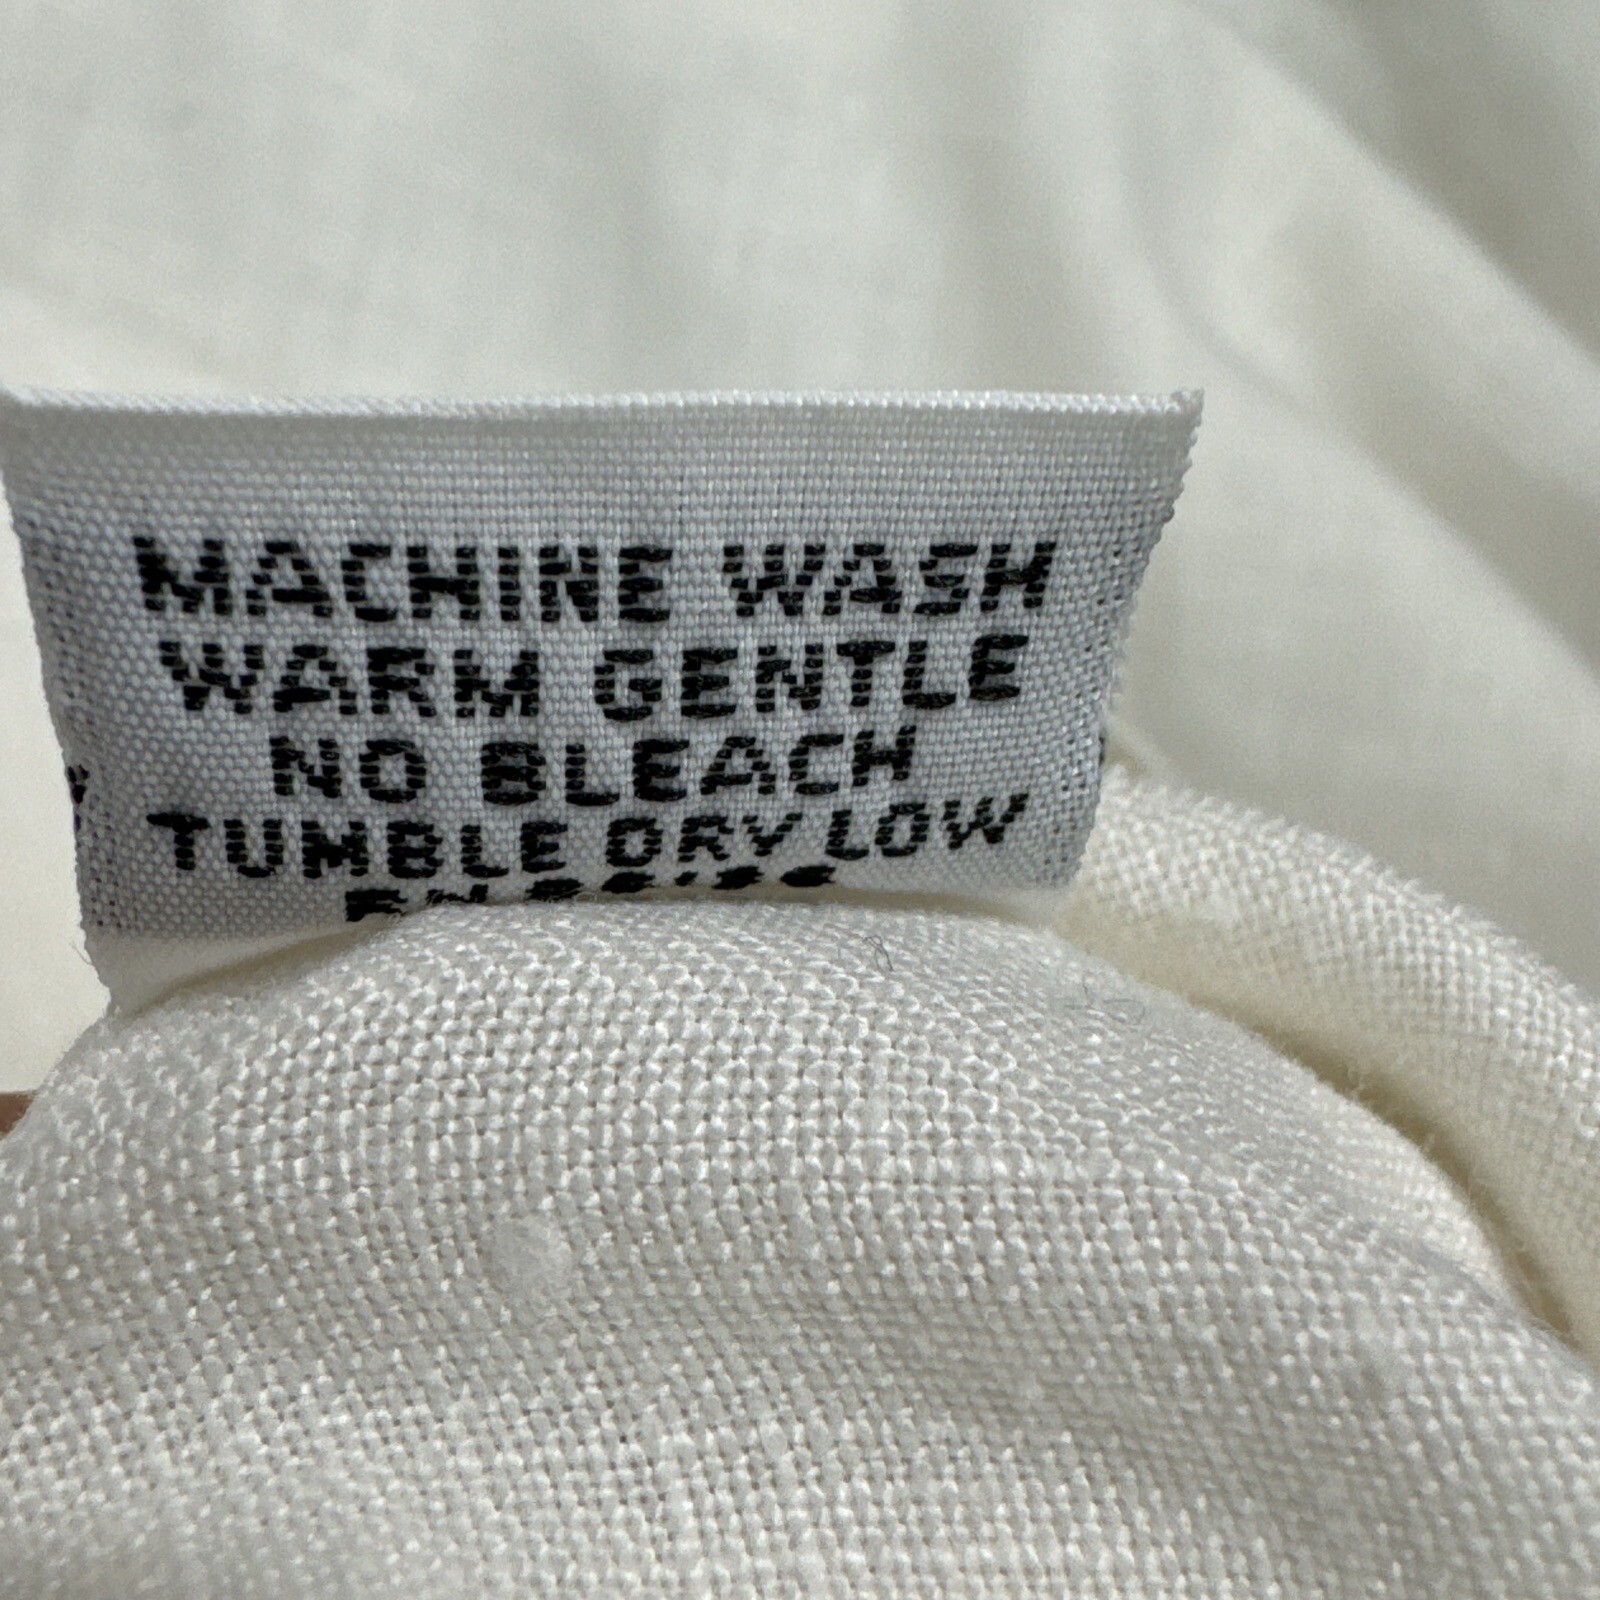 MACHINE WASH
WARM GENTLE
NO BLEACH
TUMBLE DRY LOW